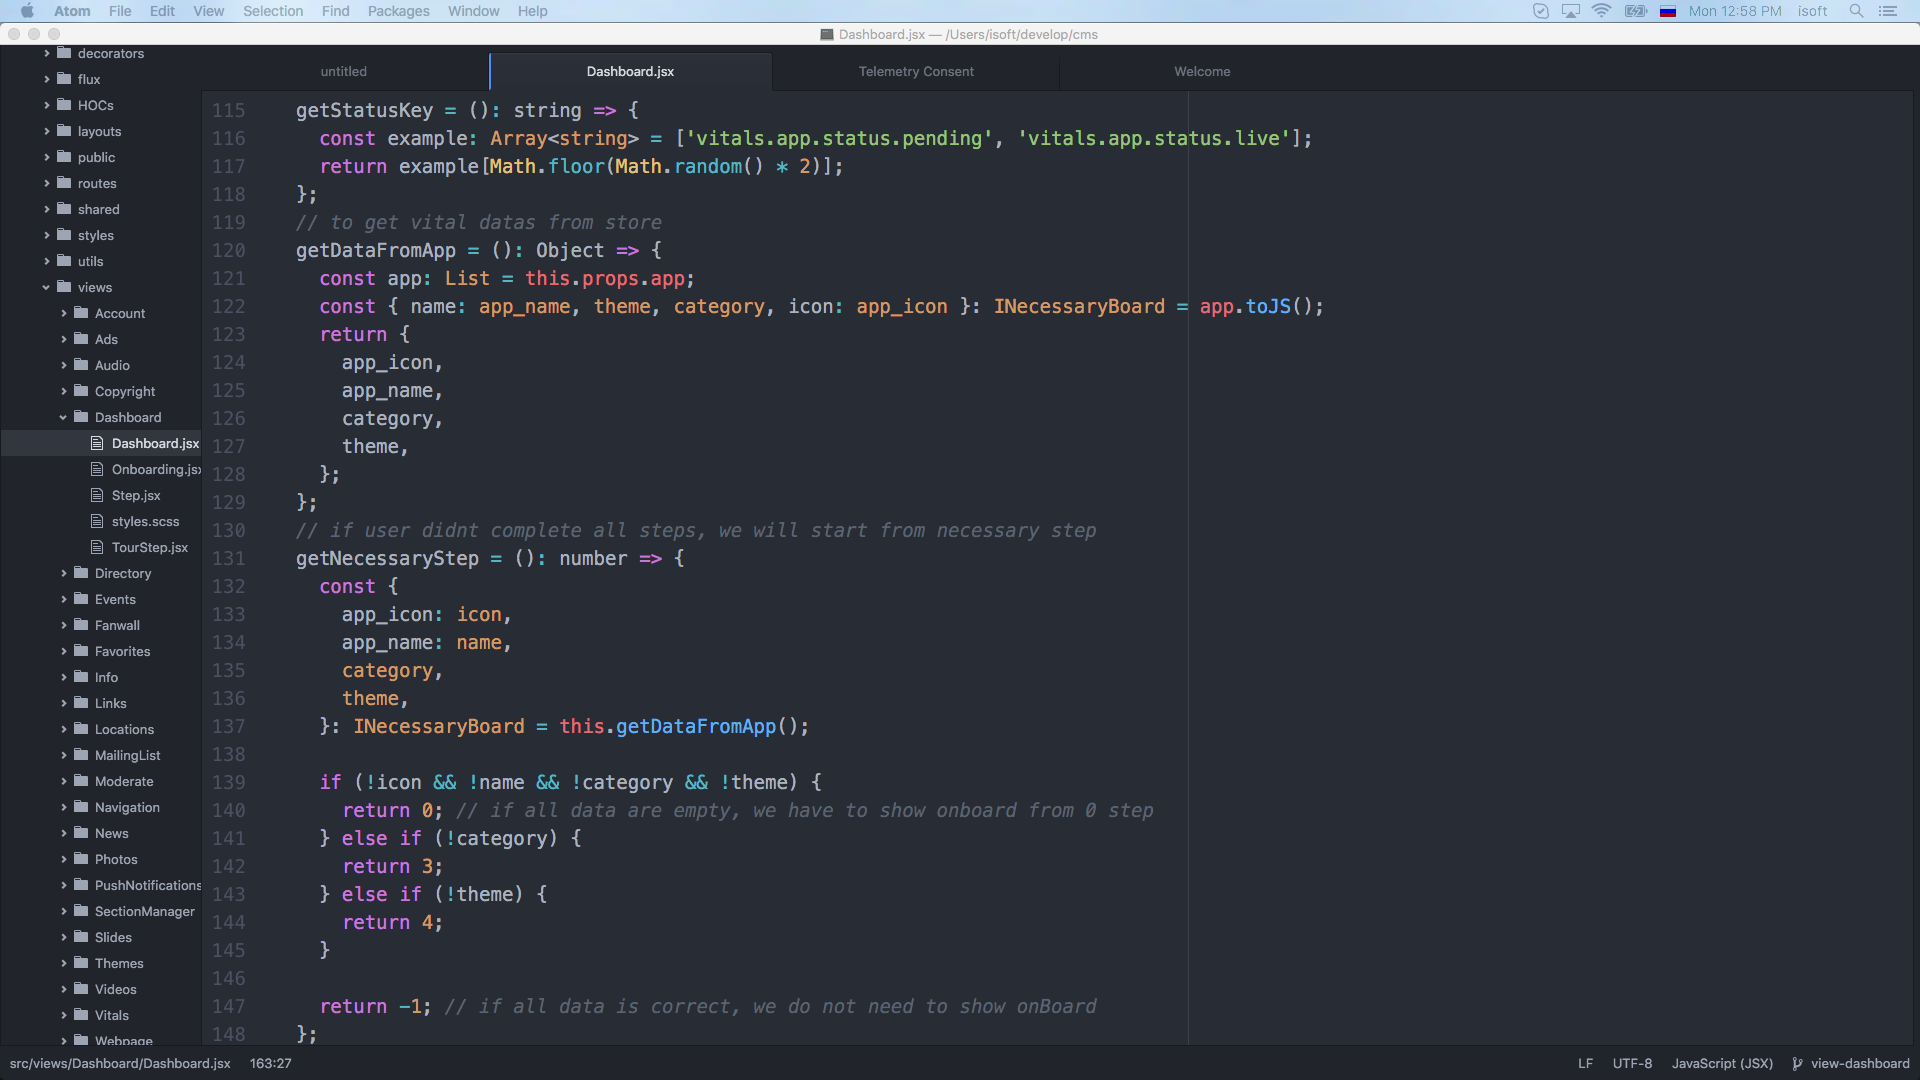 Atom File Edit View Selection Find Packages Window Help Mon 12:58 PM isoft
Dashboard.jsx — /Users/isoft/develop/cms
decorators
flux
HOCs
layouts
public
routes
shared
styles
utils
views
Account
Ads
Audio
Copyright
Dashboard
Dashboard.jsx
Onboarding.jsx
Step.jsx
styles.scss
TourStep.jsx
Directory
Events
Fanwall
Favorites
Info
Links
Locations
MailingList
Moderate
Navigation
News
Photos
PushNotifications
SectionManager
Slides
Themes
Videos
Vitals
Webpage
untitled Dashboard.jsx Telemetry Consent Welcome
115 getStatusKey = (): string => {
116 const example: Array<string> = ['vitals.app.status.pending', 'vitals.app.status.live'];
117 return example[Math.floor(Math.random() * 2)];
118 };
119 // to get vital datas from store
120 getDataFromApp = (): Object => {
121 const app: List = this.props.app;
122 const { name: app_name, theme, category, icon: app_icon }: INecessaryBoard = app.toJS();
123 return {
124 app_icon,
125 app_name,
126 category,
127 theme,
128 };
129 };
130 // if user didnt complete all steps, we will start from necessary step
131 getNecessaryStep = (): number => {
132 const {
133 app_icon: icon,
134 app_name: name,
135 category,
136 theme,
137 }: INecessaryBoard = this.getDataFromApp();
138
139 if (!icon && !name && !category && !theme) {
140 return 0; // if all data are empty, we have to show onboard from 0 step
141 } else if (!category) {
142 return 3;
143 } else if (!theme) {
144 return 4;
145 }
146
147 return -1; // if all data is correct, we do not need to show onBoard
148 };
src/views/Dashboard/Dashboard.jsx 163:27 LF UTF-8 JavaScript (JSX) view-dashboard